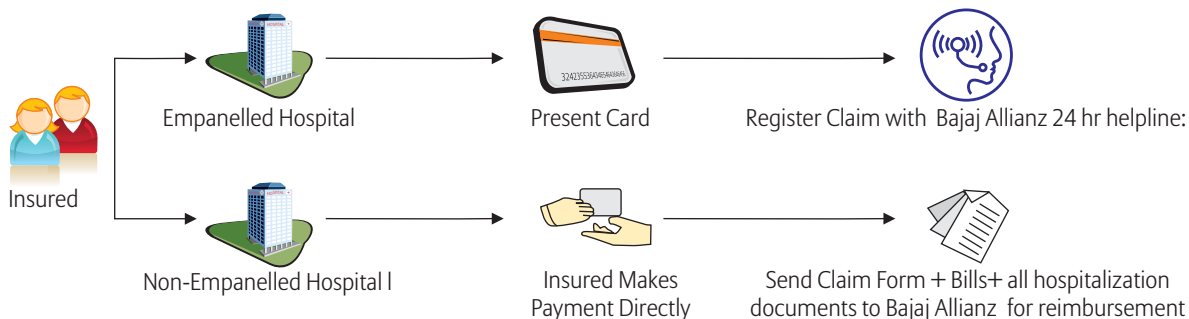 Empanelled Hospital
Present Card
Register Claim with Bajaj Allianz 24 hr helpline:
Insured
Non-Empanelled Hospital l
Insured Makes
Payment Directly
Send Claim Form + Bills+ all hospitalization
documents to Bajaj Allianz for reimbursement